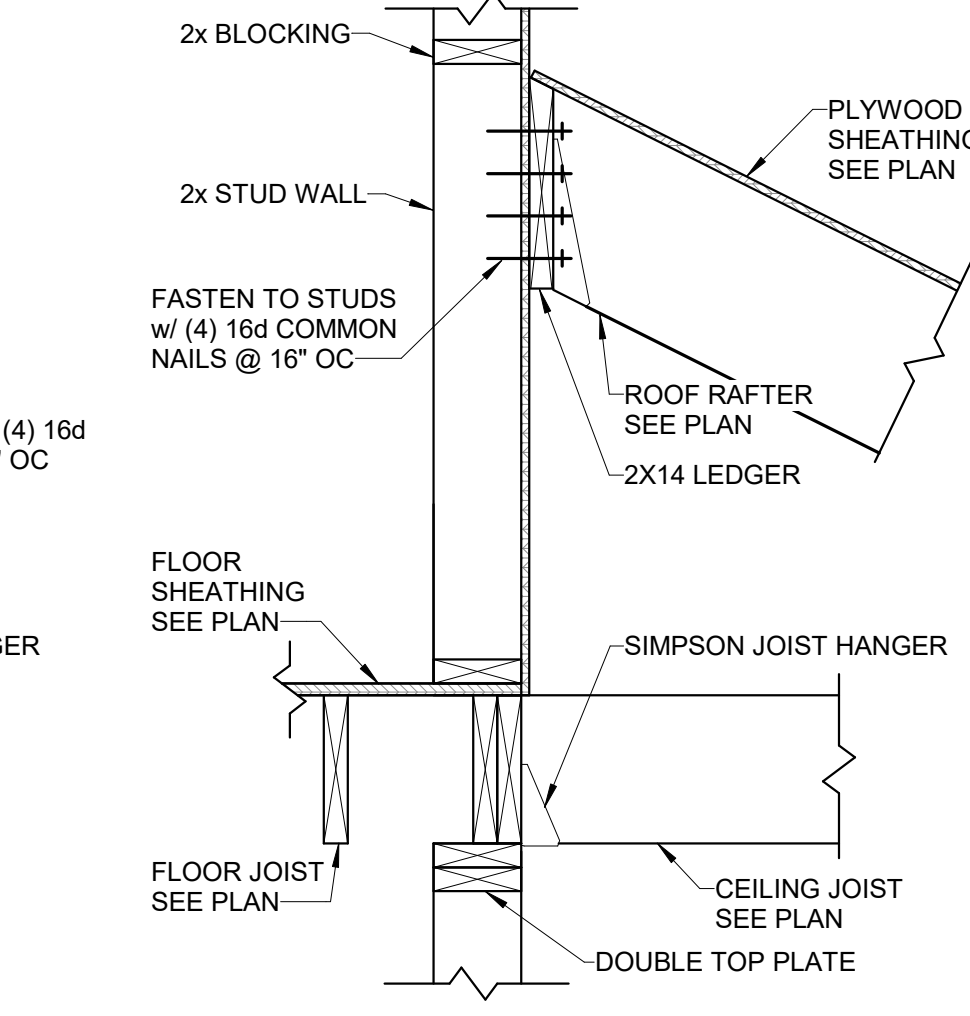 2x BLOCKING
PLYWOOD
SHEATHING
SEE PLAN
2x STUD WALL
FASTEN TO STUDS
w/ (4) 16d COMMON
NAILS @ 16" OC
ROOF RAFTER
SEE PLAN
(4) 16d
" OC
2X14 LEDGER
FLOOR
SHEATHING
SEE PLAN
GER
SIMPSON JOIST HANGER
FLOOR JOIST
SEE PLAN
CEILING JOIST
SEE PLAN
DOUBLE TOP PLATE